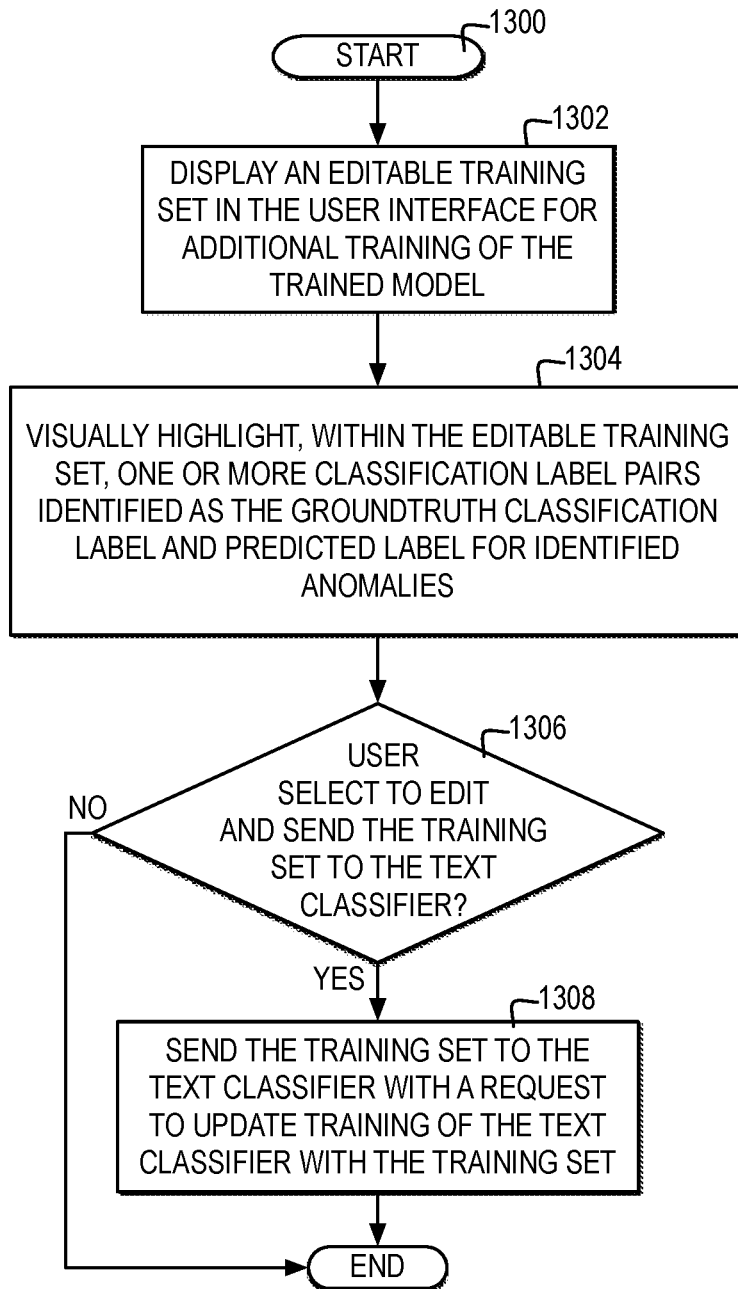 1300
START
1302
DISPLAY AN EDITABLE TRAINING
SET IN THE USER INTERFACE FOR
ADDITIONAL TRAINING OF THE
TRAINED MODEL
1304
VISUALLY HIGHLIGHT, WITHIN THE EDITABLE TRAINING
SET, ONE OR MORE CLASSIFICATION LABEL PAIRS
IDENTIFIED AS THE GROUNDTRUTH CLASSIFICATION
LABEL AND PREDICTED LABEL FOR IDENTIFIED
ANOMALIES
1306
USER
SELECT TO EDIT
AND SEND THE TRAINING
SET TO THE TEXT
CLASSIFIER?
NO
YES
1308
SEND THE TRAINING SET TO THE
TEXT CLASSIFIER WITH A REQUEST
TO UPDATE TRAINING OF THE TEXT
CLASSIFIER WITH THE TRAINING SET
END